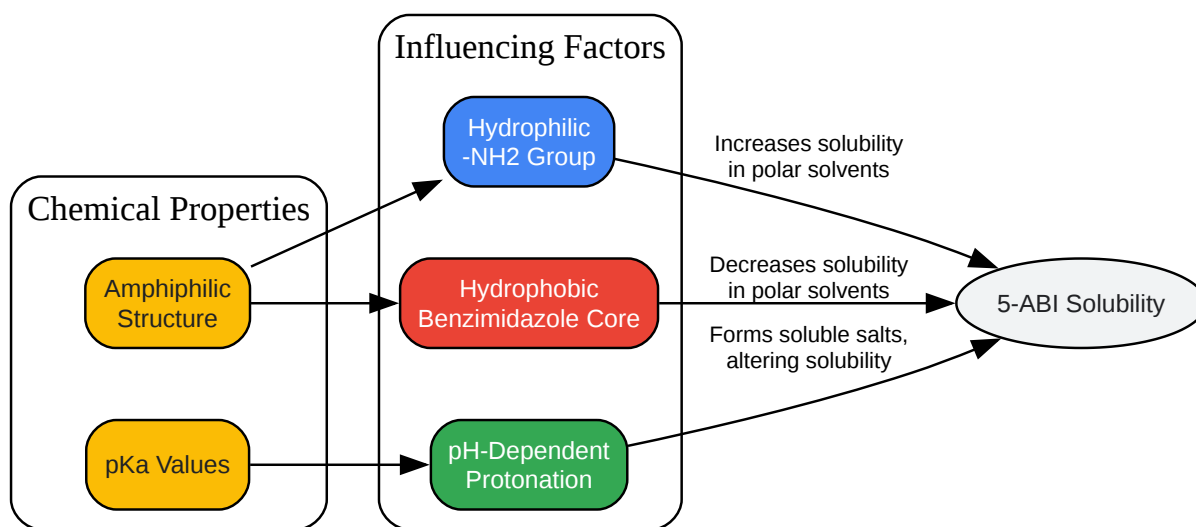 Influencing Factors
Hydrophilic
-NH2 Group
Increases solubility
in polar solvents
Chemical Properties
Amphiphilic
Structure
Hydrophobic
Benzimidazole Core
Decreases solubility
in polar solvents
5-ABI Solubility
Forms soluble salts,
altering solubility
pKa Values
pH-Dependent
Protonation